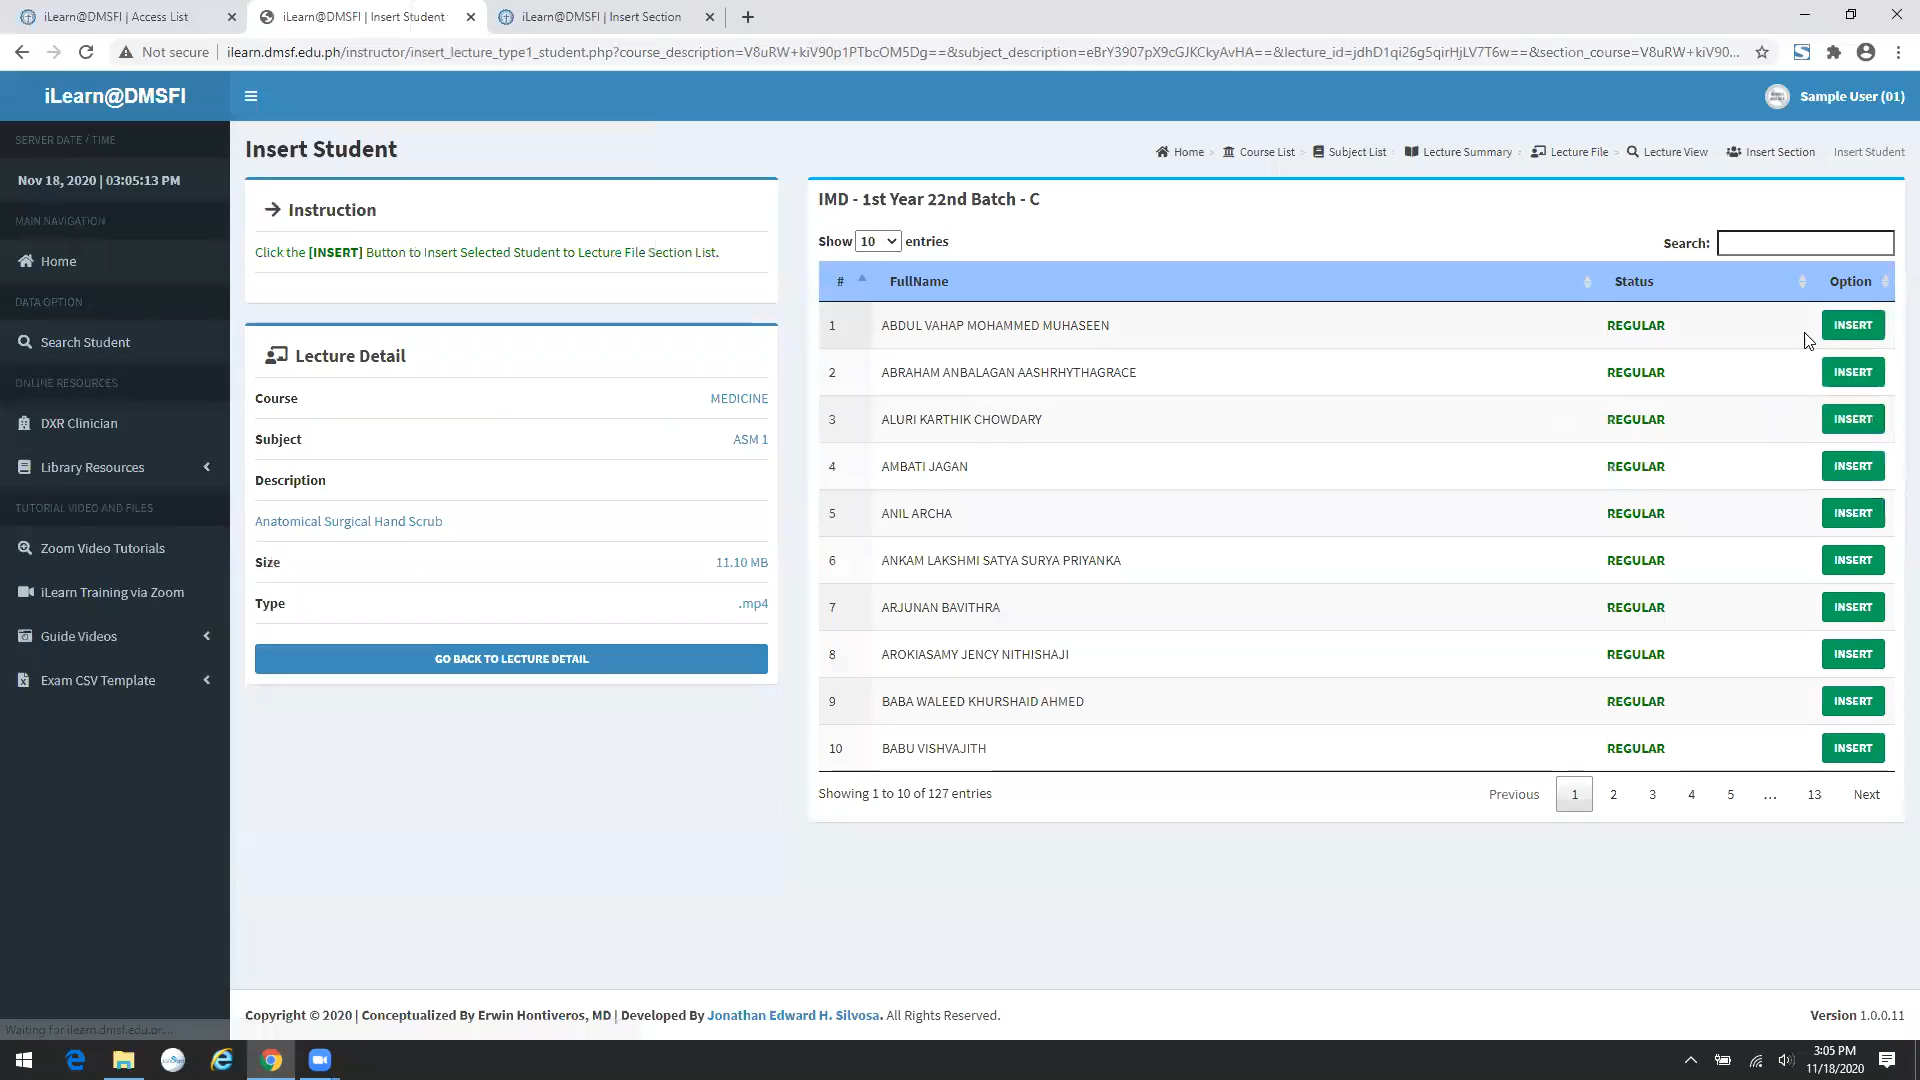 iLearn@DMSFI | Access List
iLearn@DMSFI | Insert Student
iLearn@DMSFI | Insert Section
Not secure
ilearn.dmsf.edu.ph/instructor/insert_lecture_type1_student.php?course_description=V8uRW+kiV90p1PTbcOM5Dg==&subject_description=eBrY3907pX9cGJKCkyAvHA==&lecture_id=jdhD1qi26g5qirHjLV7T6w==&section_course=V8uRW+kiV90...
iLearn@DMSFI
Sample User (01)
SERVER DATE / TIME
Nov 18, 2020 | 03:05:13 PM
MAIN NAVIGATION
Home
DATA OPTION
Search Student
ONLINE RESOURCES
DXR Clinician
Library Resources
TUTORIAL VIDEO AND FILES
Zoom Video Tutorials
iLearn Training via Zoom
Guide Videos
Exam CSV Template
Waiting for ilearn.dmsf.edu.ph...
Insert Student
Home > Course List > Subject List > Lecture Summary > Lecture File > Lecture View Insert Section Insert Student
Instruction
Click the [INSERT] Button to Insert Selected Student to Lecture File Section List.
Lecture Detail
Course MEDICINE
Subject ASM 1
Description
Anatomical Surgical Hand Scrub
Size 11.10 MB
Type .mp4
GO BACK TO LECTURE DETAIL
IMD - 1st Year 22nd Batch - C
Show 10 entries
Search:
# FullName Status Option
1 ABDUL VAHAP MOHAMMED MUHASEEN REGULAR INSERT
2 ABRAHAM ANBALAGAN AASHRHYTHAGRACE REGULAR INSERT
3 ALURI KARTHIK CHOWDARY REGULAR INSERT
4 AMBATI JAGAN REGULAR INSERT
5 ANIL ARCHA REGULAR INSERT
6 ANKAM LAKSHMI SATYA SURYA PRIYANKA REGULAR INSERT
7 ARJUNAN BAVITHRA REGULAR INSERT
8 AROKIASAMY JENCY NITHISHAJI REGULAR INSERT
9 BABA WALEED KHURSHAID AHMED REGULAR INSERT
10 BABU VISHVAJITH REGULAR INSERT
Showing 1 to 10 of 127 entries
Previous 1 2 3 4 5 ... 13 Next
Copyright © 2020 | Conceptualized By Erwin Hontiveros, MD | Developed By Jonathan Edward H. Silvosa. All Rights Reserved.
Version 1.0.0.11
3:05 PM
11/18/2020